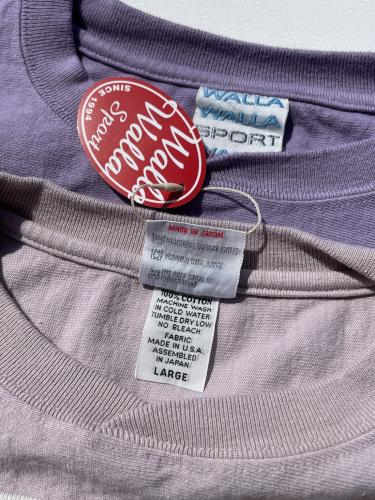 WALLA
WALLA
SPORT
WALLA
Walla
Walla
Sport
SINCE 1994
MADE IN JAPAN
100% COTTON
MACHINE WASH
IN COLD WATER
TUMBLE DRY LOW
NO BLEACH
FABRIC
MADE IN U.S.A.
ASSEMBLED
IN JAPAN
LARGE